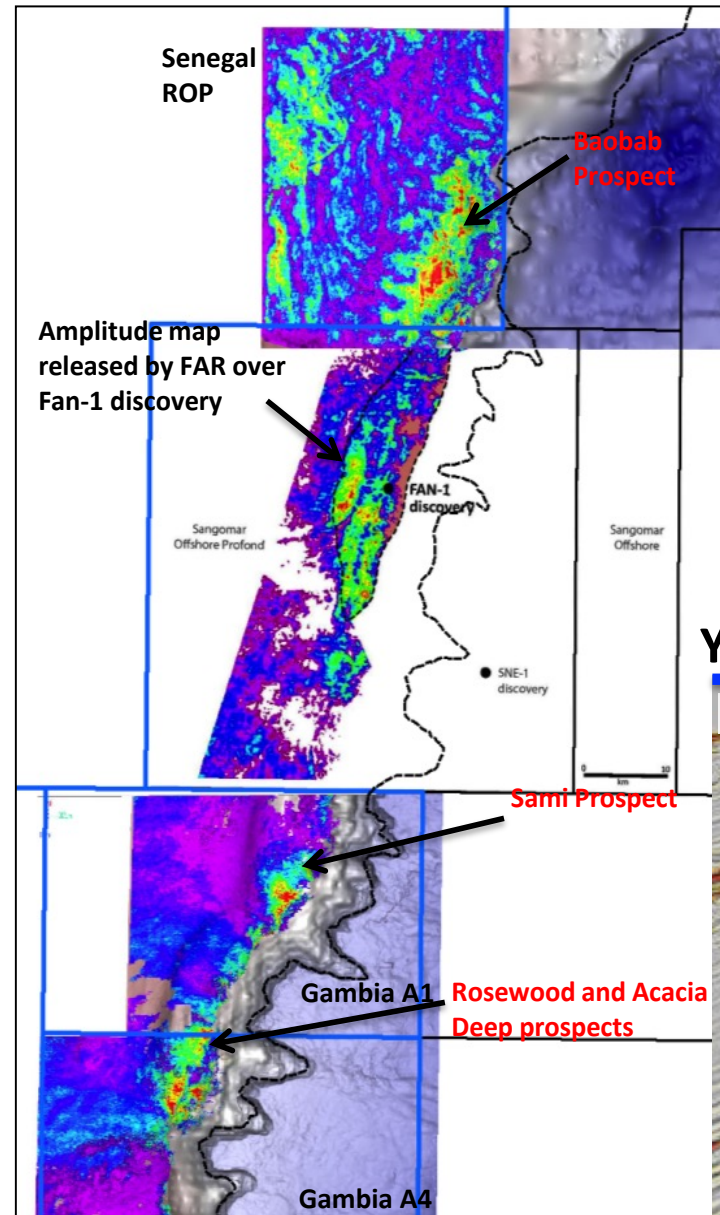 Senegal
ROP
Baobab
Prospect
Amplitude map
released by FAR over
Fan-1 discovery
FAN-1
discovery
Sangomar
Offshore Profond
Sangomar
Offshore
SNE-1
discovery
Y
0
10
km
Sami Prospect
Gambia A1
Rosewood and Acacia
Deep prospects
Gambia A4